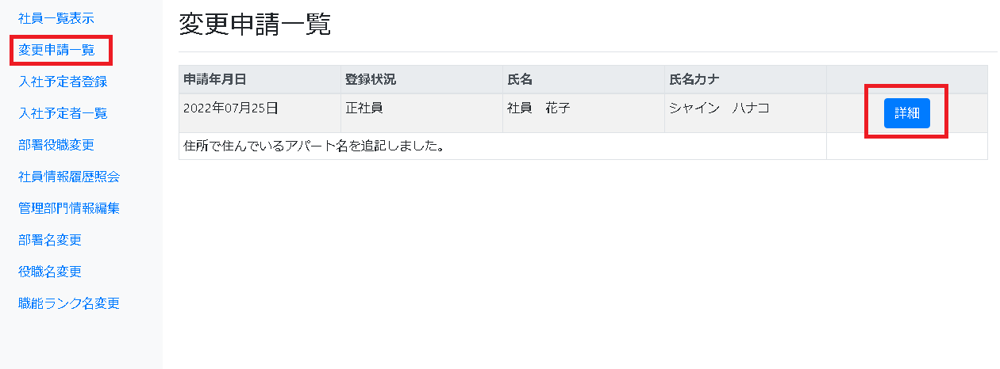 社員一覧表示
変更申請一覧
入社予定者登録
入社予定者一覧
部署役職変更
社員情報履歴照会
管理部門情報編集
部署名変更
役職名変更
職能ランク名変更
変更申請一覧
申請年月日 登録状況 氏名 氏名カナ
2022年07月25日 正社員 社員　花子 シャイン　ハナコ 詳細
住所で住んでいるアパート名を追記しました。